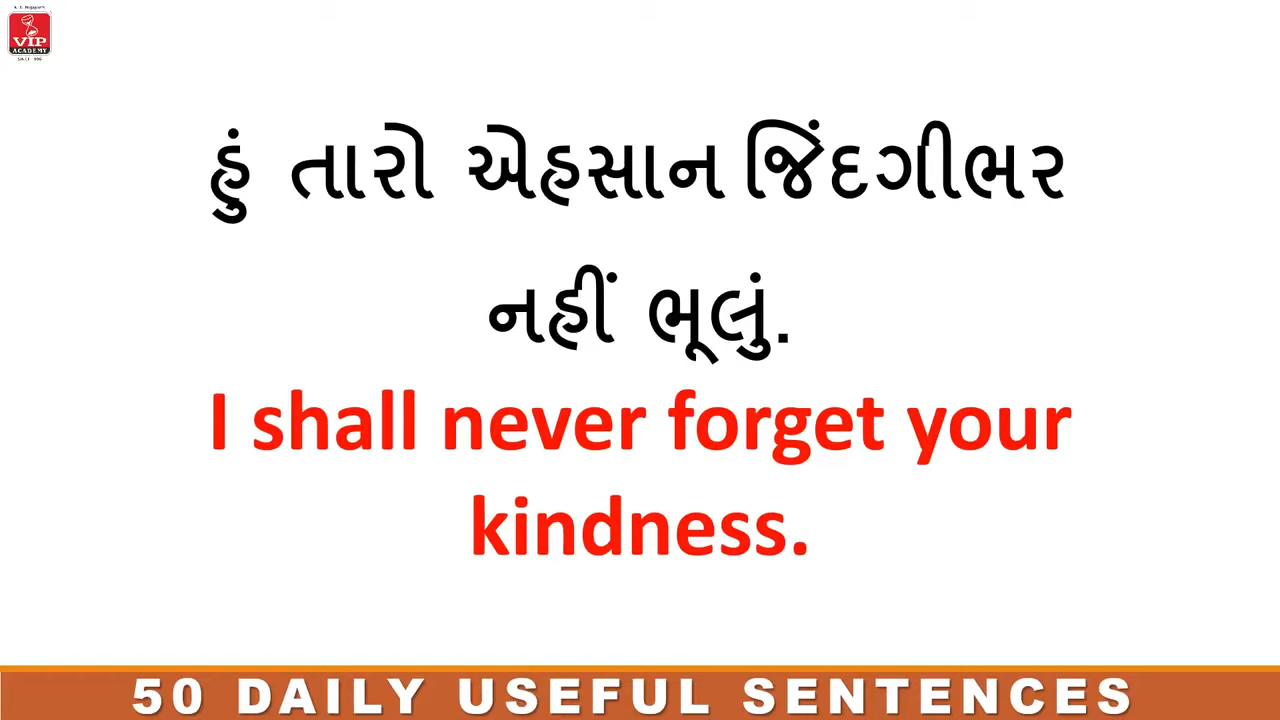 VIP
ACADEMY
હું તારો એહસાન જિંદગીભર
નહીં ભૂલું.
I shall never forget your
kindness.
50 DAILY USEFUL SENTENCES